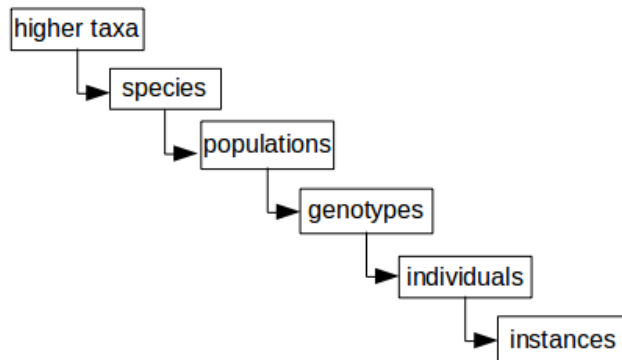 higher taxa
species
populations
genotypes
individuals
instances